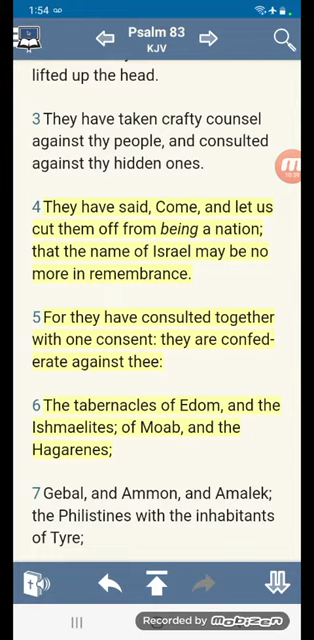 1:54
Psalm 83
KJV
lifted up the head.
3 They have taken crafty counsel
against thy people, and consulted
against thy hidden ones.
4 They have said, Come, and let us
cut them off from being a nation;
that the name of Israel may be no
more in remembrance.
5 For they have consulted together
with one consent: they are confed-
erate against thee:
6 The tabernacles of Edom, and the
Ishmaelites; of Moab, and the
Hagarenes;
7 Gebal, and Ammon, and Amalek;
the Philistines with the inhabitants
of Tyre;
Recorded by mobizen